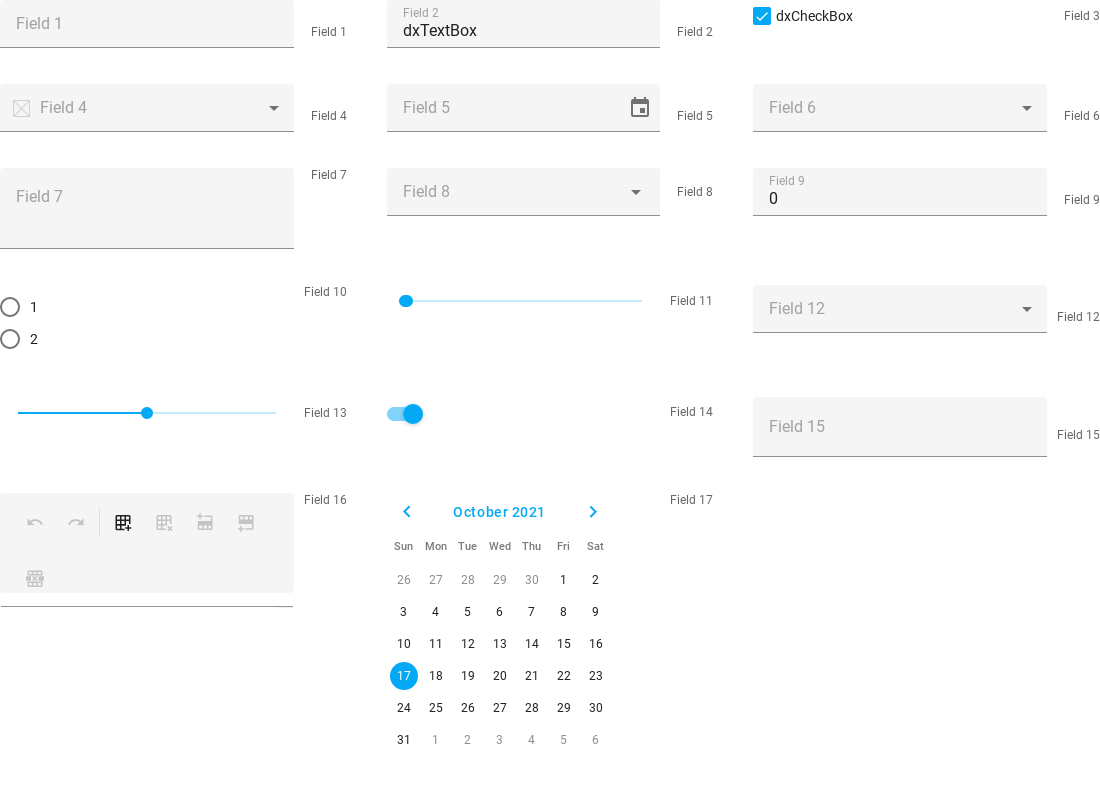 Field 1
Field 1
Field 2
dxTextBox
Field 2
dxCheckBox
Field 3
Field 4
Field 4
Field 5
Field 5
Field 6
Field 6
Field 7
Field 7
Field 8
Field 8
Field 9
0
Field 9
1
2
Field 10
Field 11
Field 12
Field 12
Field 13
Field 14
Field 15
Field 15
Field 16
October 2021
Field 17
Sun Mon Tue Wed Thu Fri Sat
26 27 28 29 30 1 2
3 4 5 6 7 8 9
10 11 12 13 14 15 16
17 18 19 20 21 22 23
24 25 26 27 28 29 30
31 1 2 3 4 5 6